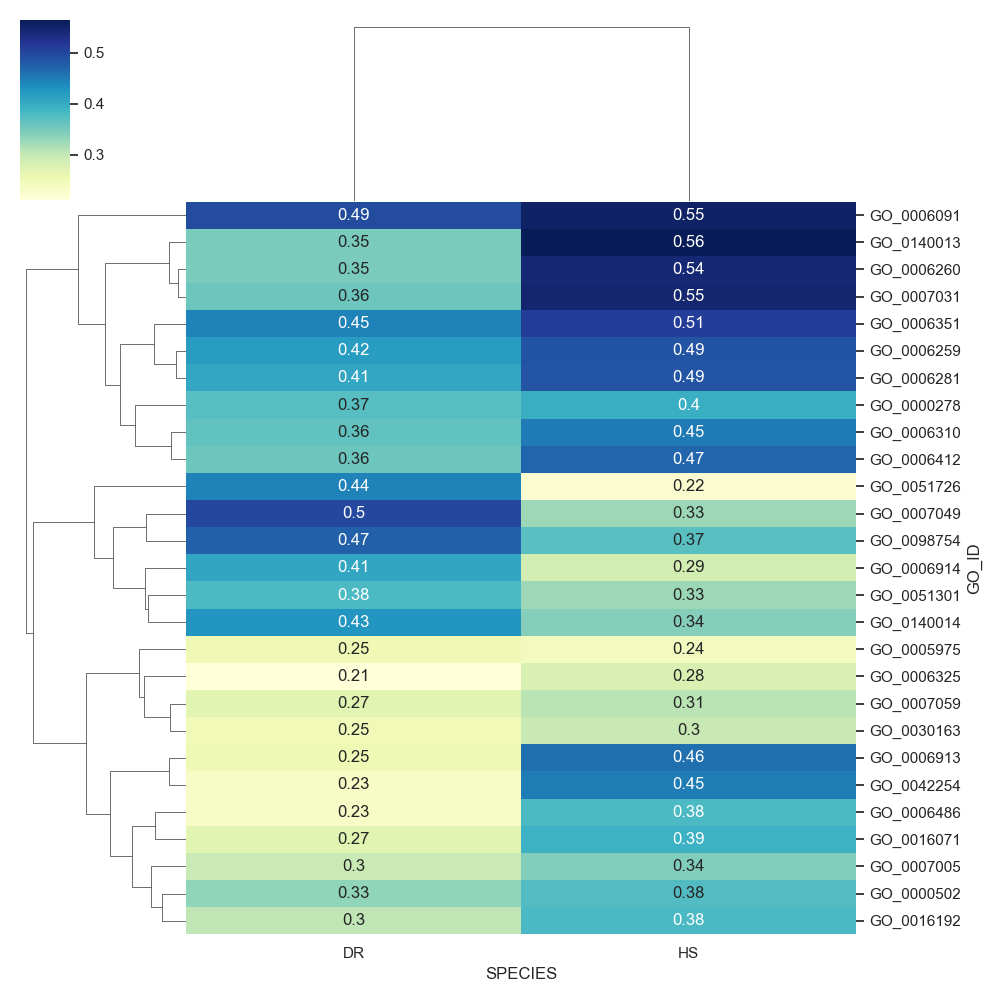 0.5
0.4
0.3
0.49 0.55 GO_0006091
0.35 0.56 GO_0140013
0.35 0.54 GO_0006260
0.36 0.55 GO_0007031
0.45 0.51 GO_0006351
0.42 0.49 GO_0006259
0.41 0.49 GO_0006281
0.37 0.4 GO_0000278
0.36 0.45 GO_0006310
0.36 0.47 GO_0006412
0.44 0.22 GO_0051726
0.5 0.33 GO_0007049
0.47 0.37 GO_0098754
0.41 0.29 GO_0006914
0.38 0.33 GO_0051301
0.43 0.34 GO_0140014
0.25 0.24 GO_0005975
0.21 0.28 GO_0006325
0.27 0.31 GO_0007059
0.25 0.3 GO_0030163
0.25 0.46 GO_0006913
0.23 0.45 GO_0042254
0.23 0.38 GO_0006486
0.27 0.39 GO_0016071
0.3 0.34 GO_0007005
0.33 0.38 GO_0000502
0.3 0.38 GO_0016192
GO_ID
DR HS
SPECIES